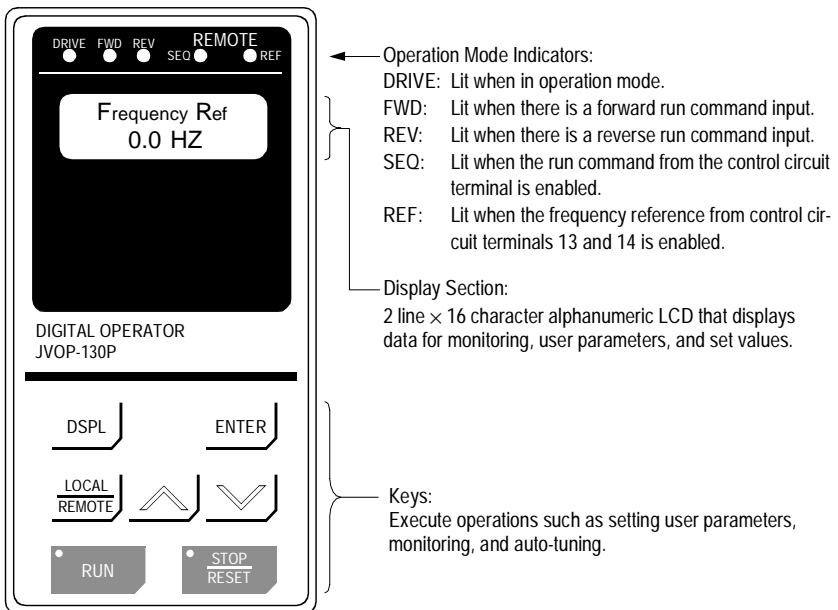 DRIVE FWD REV REMOTE
SEQ REF
Frequency Ref
0.0 HZ
DIGITAL OPERATOR
JVOP-130P
DSPL ENTER
LOCAL
REMOTE
RUN STOP
RESET
Operation Mode Indicators:
DRIVE: Lit when in operation mode.
FWD: Lit when there is a forward run command input.
REV: Lit when there is a reverse run command input.
SEQ: Lit when the run command from the control circuit
terminal is enabled.
REF: Lit when the frequency reference from control cir-
cuit terminals 13 and 14 is enabled.
Display Section:
2 line × 16 character alphanumeric LCD that displays
data for monitoring, user parameters, and set values.
Keys:
Execute operations such as setting user parameters,
monitoring, and auto-tuning.